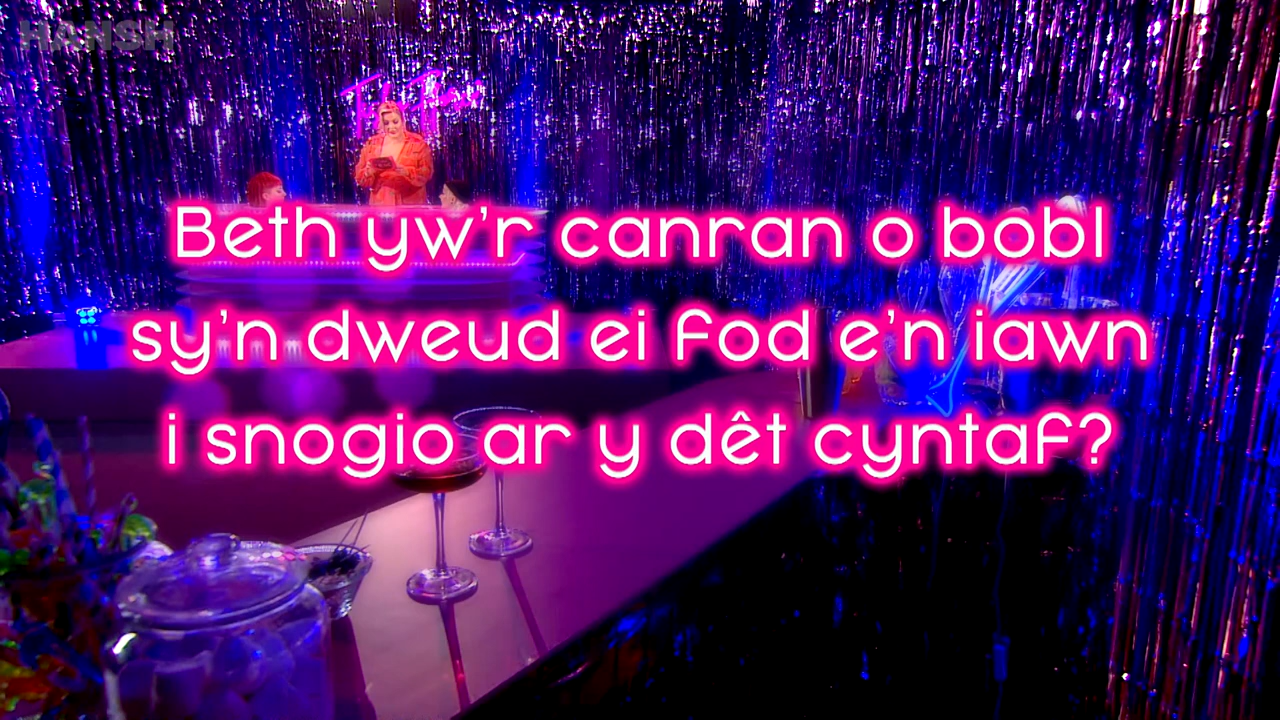 HANSH
Beth yw'r canran o bobl
sy'n dweud ei fod e'n iawn
i snogio ar y dêt cyntaf?